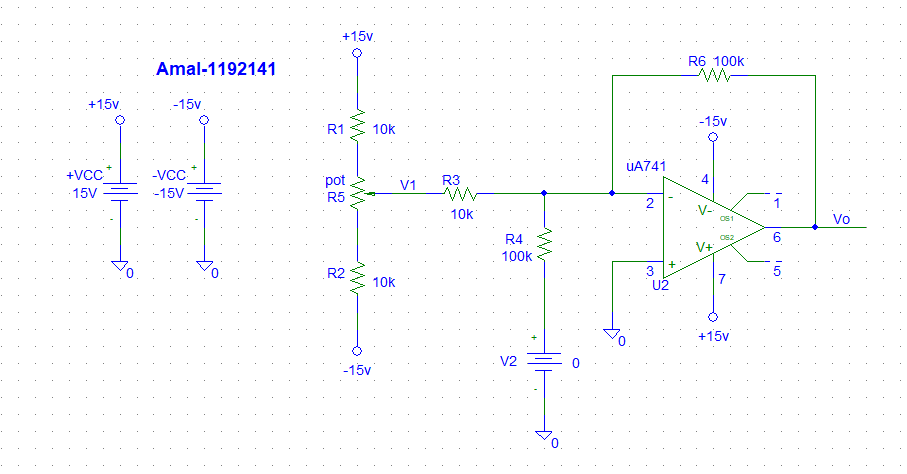 Amal-1192141
+15v
-15v
+VCC
15V
+
-
0
-VCC
-15V
+
-
0
+15v
R1
10k
pot
R5
V1
R2
10k
-15v
R3
10k
R4
100k
V2
0
+
-
0
R6 100k
-15v
uA741
4
2
-
V-
OS1
1
6
Vo
OS2
V+
3
+
U2
7
5
0
+15v